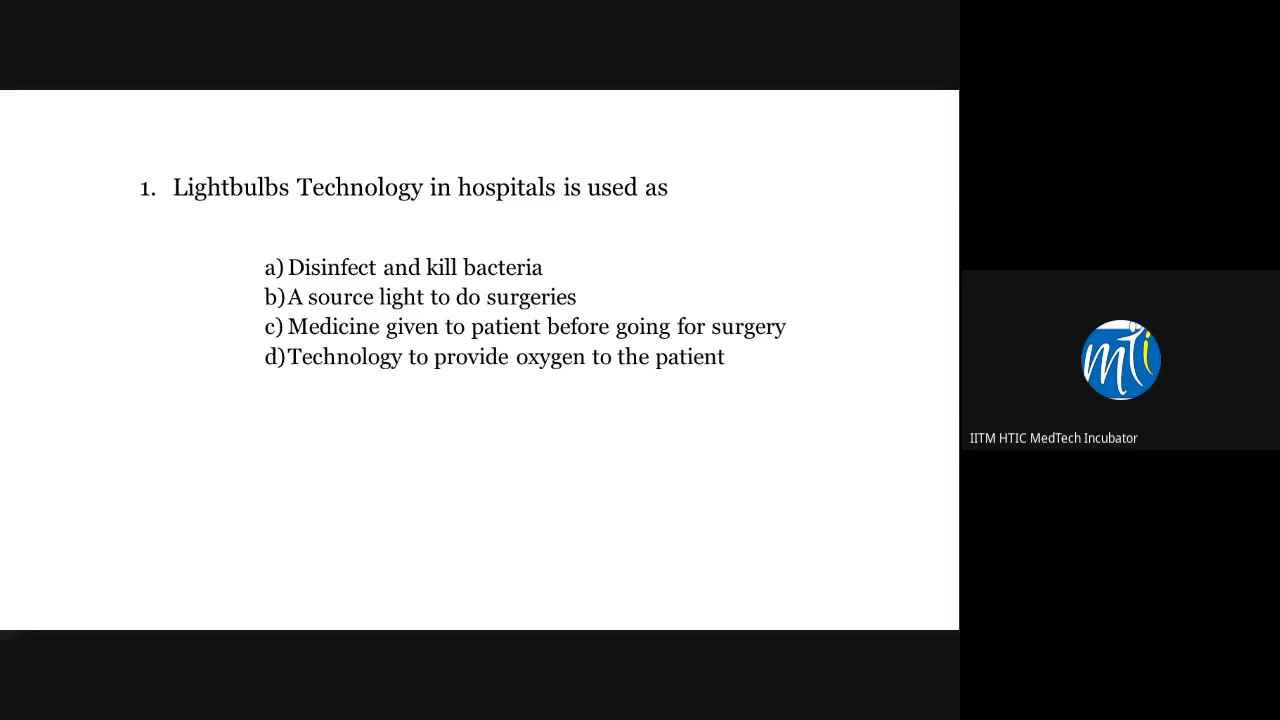 1. Lightbulbs Technology in hospitals is used as
a) Disinfect and kill bacteria
b) A source light to do surgeries
c) Medicine given to patient before going for surgery
d) Technology to provide oxygen to the patient
mTi
IITM HTIC MedTech Incubator